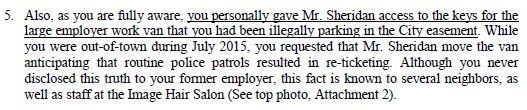 5. Also, as you are fully aware, you personally gave Mr. Sheridan access to the keys for the
large employer work van that you had been illegally parking in the City easement. While
you were out-of-town during July 2015, you requested that Mr. Sheridan move the van
anticipating that routine police patrols resulted in re-ticketing. Although you never
disclosed this truth to your former employer, this fact is known to several neighbors, as
well as staff at the Image Hair Salon (See top photo, Attachment 2).